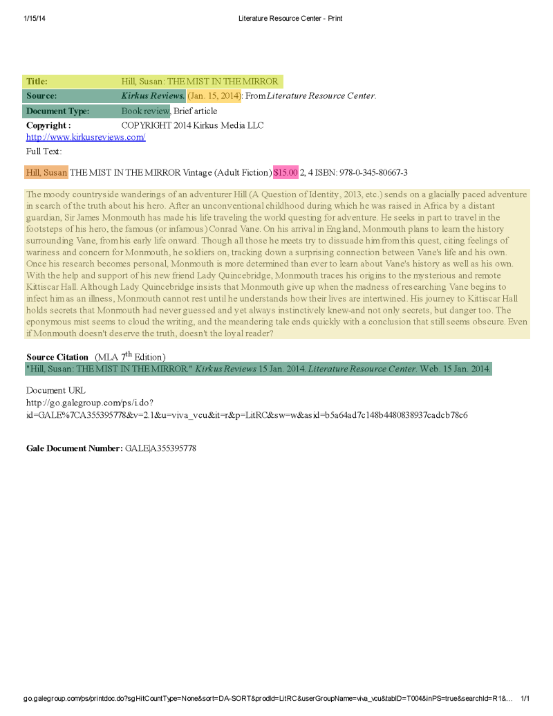 1/15/14 Literature Resource Center - Print
Title: Hill, Susan: THE MIST IN THE MIRROR
Source: Kirkus Reviews. (Jan. 15, 2014): From Literature Resource Center.
Document Type: Book review, Brief article
Copyright : COPYRIGHT 2014 Kirkus Media LLC
http://www.kirkusreviews.com/
Full Text:
Hill, Susan THE MIST IN THE MIRROR Vintage (Adult Fiction) $15.00 2, 4 ISBN: 978-0-345-80667-3
The moody countryside wanderings of an adventurer Hill (A Question of Identity, 2013, etc.) sends on a glacially paced adventure
in search of the truth about his hero. After an unconventional childhood during which he was raised in Africa by a distant
guardian, Sir James Monmouth has made his life traveling the world questing for adventure. He seeks in part to travel in the
footsteps of his hero, the famous (or infamous) Conrad Vane. On his arrival in England, Monmouth plans to learn the history
surrounding Vane, from his early life onward. Though all those he meets try to dissuade him from this quest, citing feelings of
wariness and concern for Monmouth, he soldiers on, tracking down a surprising connection between Vane's life and his own.
Once his research becomes personal, Monmouth is more determined than ever to learn about Vane's history as well as his own.
With the help and support of his new friend Lady Quincebridge, Monmouth traces his origins to the mysterious and remote
Kittiscar Hall. Although Lady Quincebridge insists that Monmouth give up when the madness of researching Vane begins to
infect him as an illness, Monmouth cannot rest until he understands how their lives are intertwined. His journey to Kittiscar Hall
holds secrets that Monmouth had never guessed and yet always instinctively knew-and not only secrets, but danger too. The
eponymous mist seems to cloud the writing, and the meandering tale ends quickly with a conclusion that still seems obscure. Even
if Monmouth doesn't deserve the truth, doesn't the loyal reader?
Source Citation (MLA 7th Edition)
"Hill, Susan: THE MIST IN THE MIRROR." Kirkus Reviews 15 Jan. 2014. Literature Resource Center. Web. 15 Jan. 2014.
Document URL
http://go.galegroup.com/ps/i.do?
id=GALE%7CA355395778&v=2.1&u=viva_vcu&it=r&p=LitRC&sw=w&asid=b5a64ad7c148b4480838937cadcb78c6
Gale Document Number: GALE|A355395778
go.galegroup.com/ps/printdoc.do?sgHitCountType=None&sort=DA-SORT&prodId=LitRC&userGroupName=viva_vcu&tabID=T004&inPS=true&searchId=R1&... 1/1